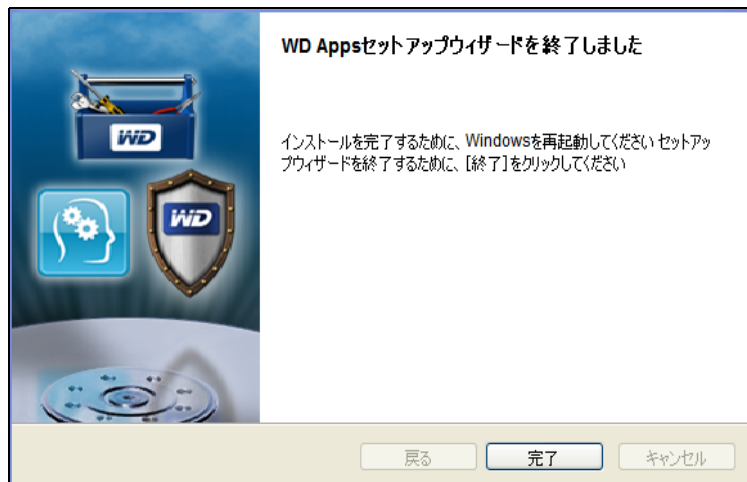 WD Appsセットアップウィザードを終了しました
インストールを完了するために、Windowsを再起動してください セットアッ
プウィザードを終了するために、[終了]をクリックしてください
WD
WD
戻る
完了
キャンセル